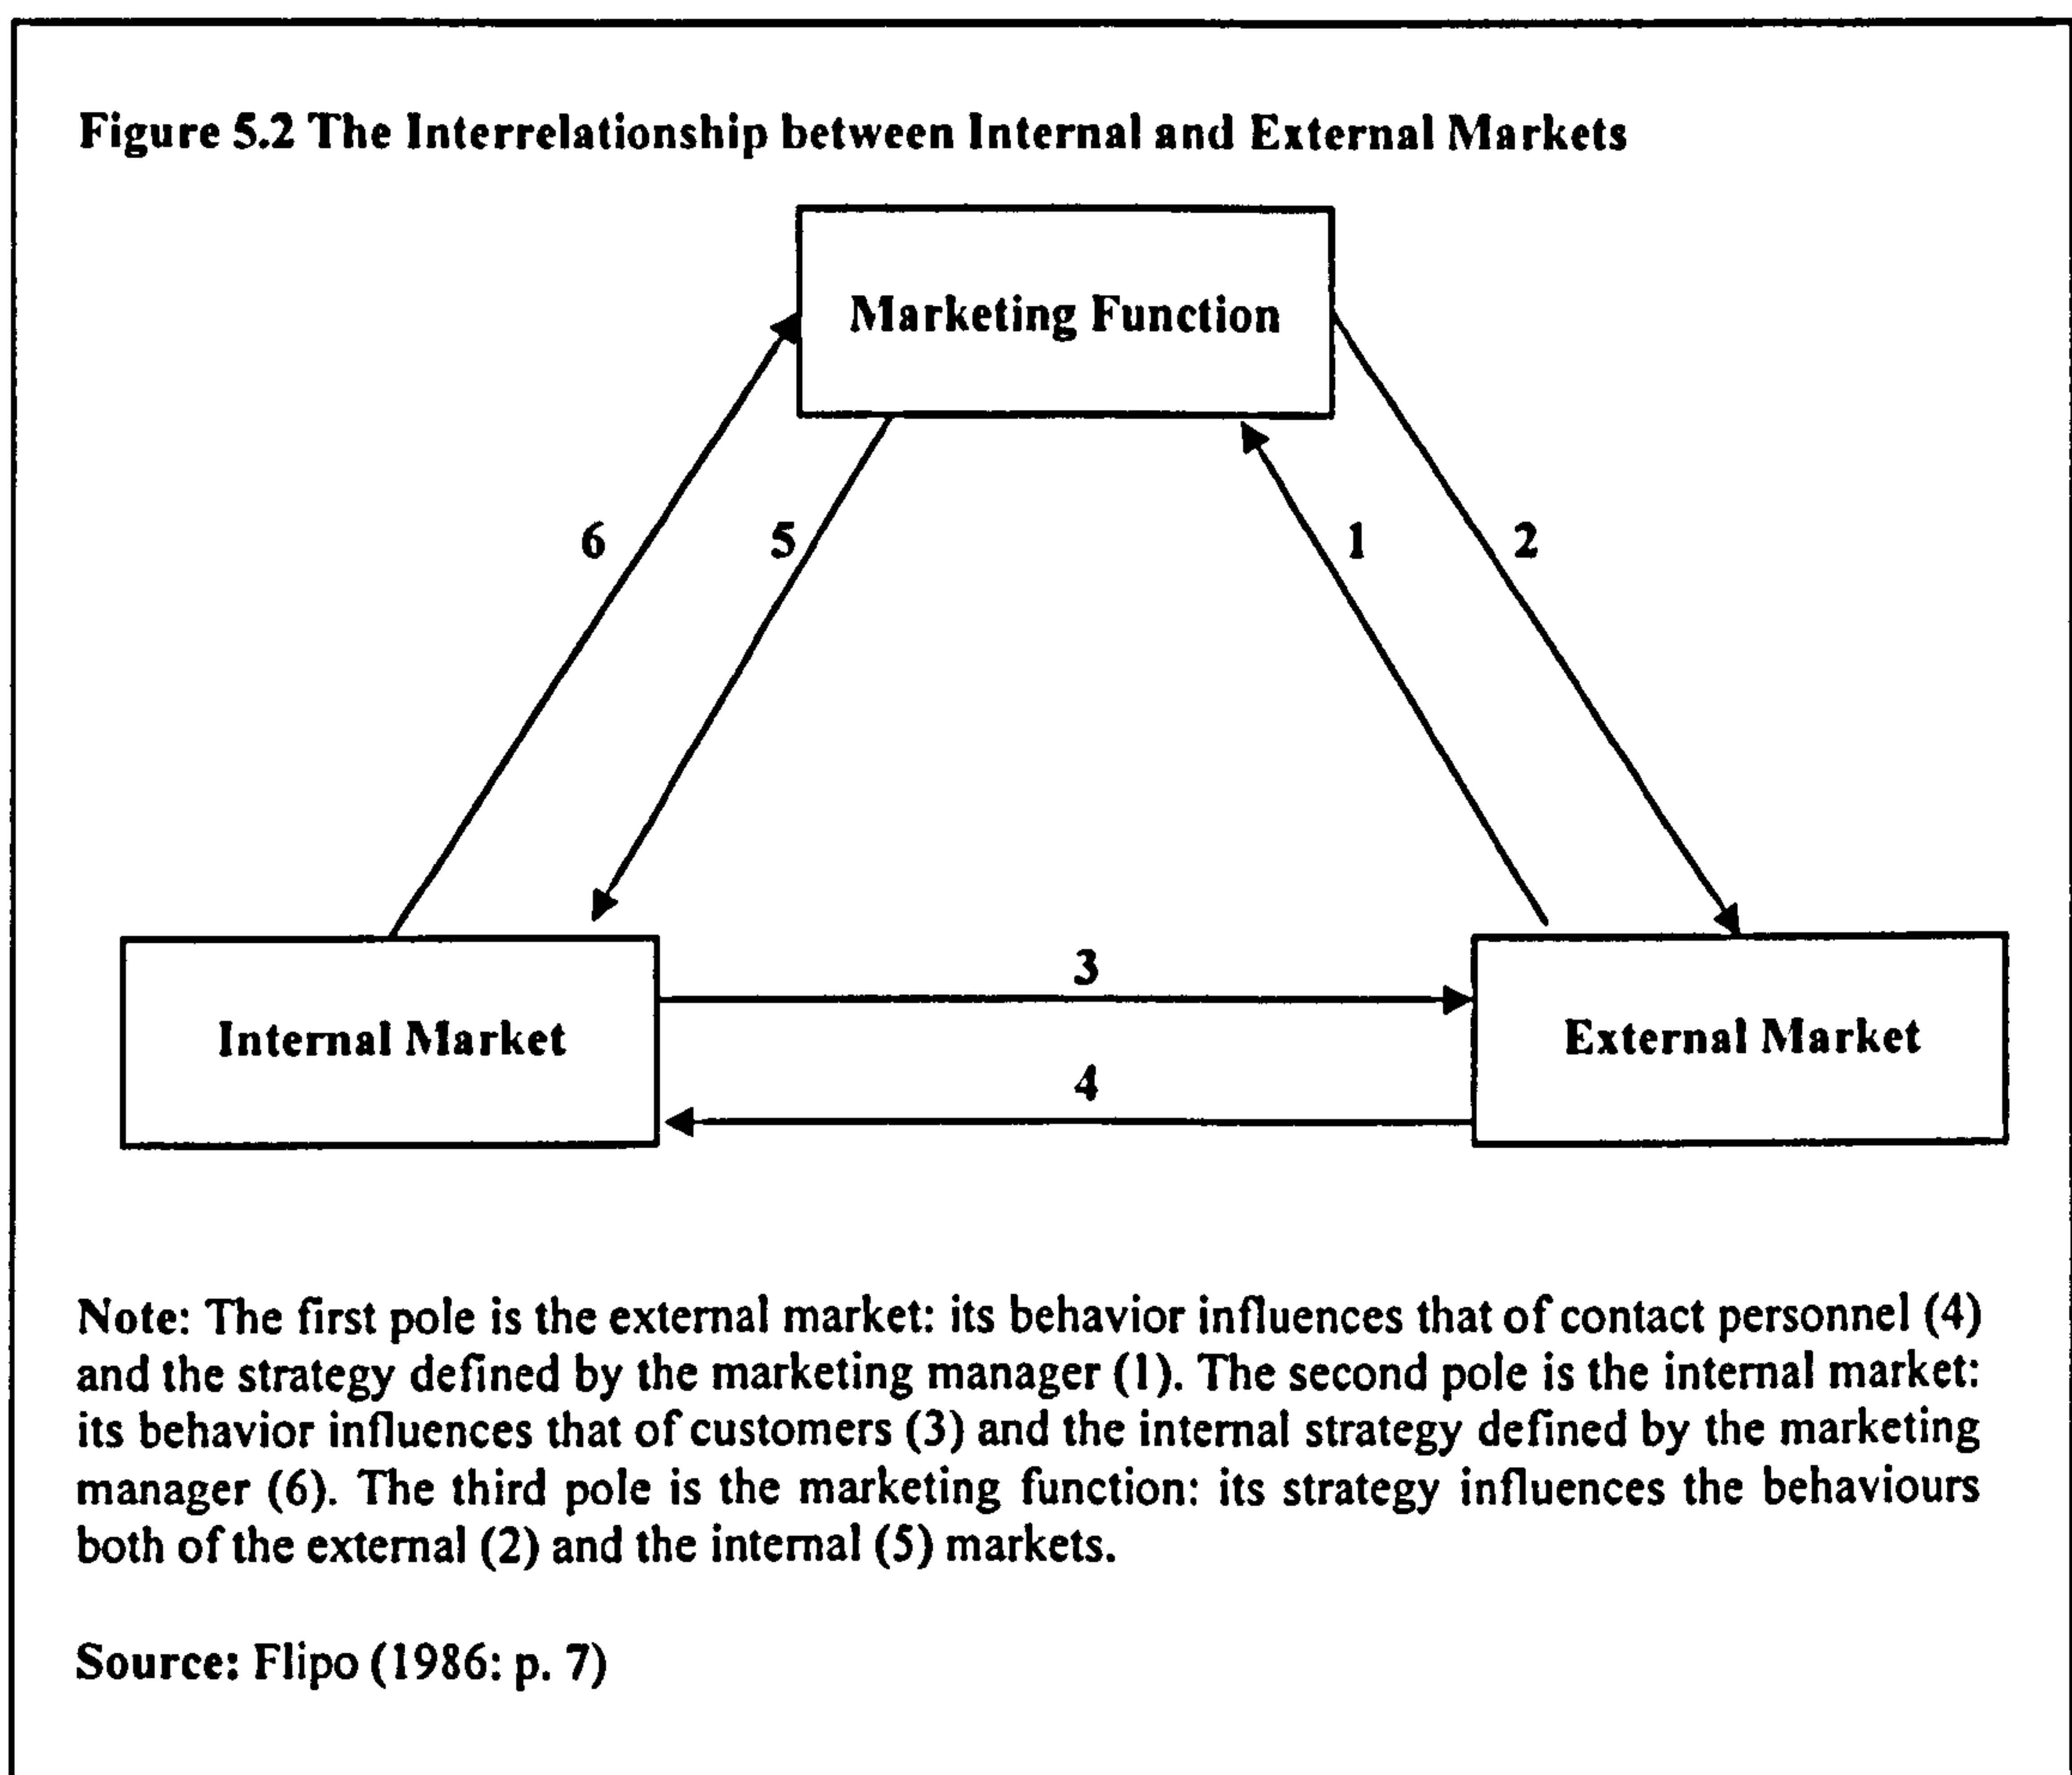 Figure 5.2 The Interrelationship between Internal and External Markets
Marketing Function
6
5
1
2
3
Internal Market
External Market
4
Note: The first pole is the external market: its behavior influences that of contact personnel (4)
and the strategy defined by the marketing manager (1). The second pole is the internal market:
its behavior influences that of customers (3) and the internal strategy defined by the marketing
manager (6). The third pole is the marketing function: its strategy influences the behaviours
both of the external (2) and the internal (5) markets.
Source: Flipo (1986: p. 7)